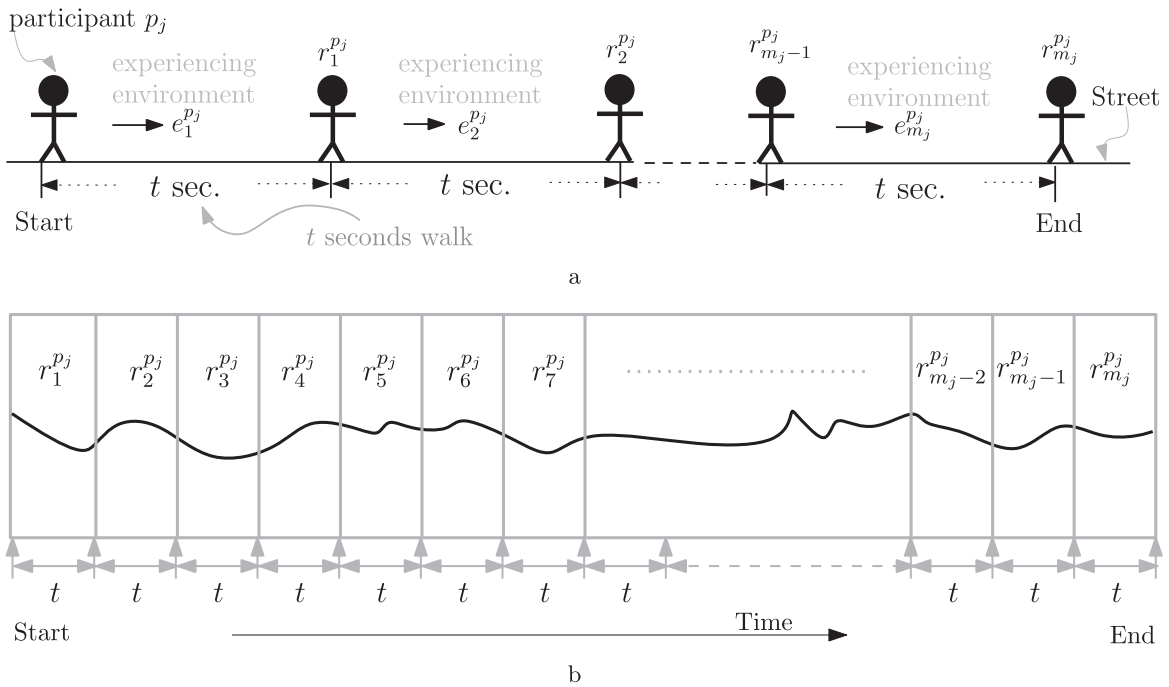 participant p_j
r_1^{p_j} r_2^{p_j} r_{m_j-1}^{p_j} r_{m_j}^{p_j}
experiencing experiencing experiencing
environment environment environment Street
e_1^{p_j} e_2^{p_j} e_{m_j}^{p_j}
t sec. t sec. t sec.
Start End
t seconds walk
a
r_1^{p_j} r_2^{p_j} r_3^{p_j} r_4^{p_j} r_5^{p_j} r_6^{p_j} r_7^{p_j} r_{m_j-2}^{p_j} r_{m_j-1}^{p_j} r_{m_j}^{p_j}
t t t t t t t t t t t
Start Time End
b